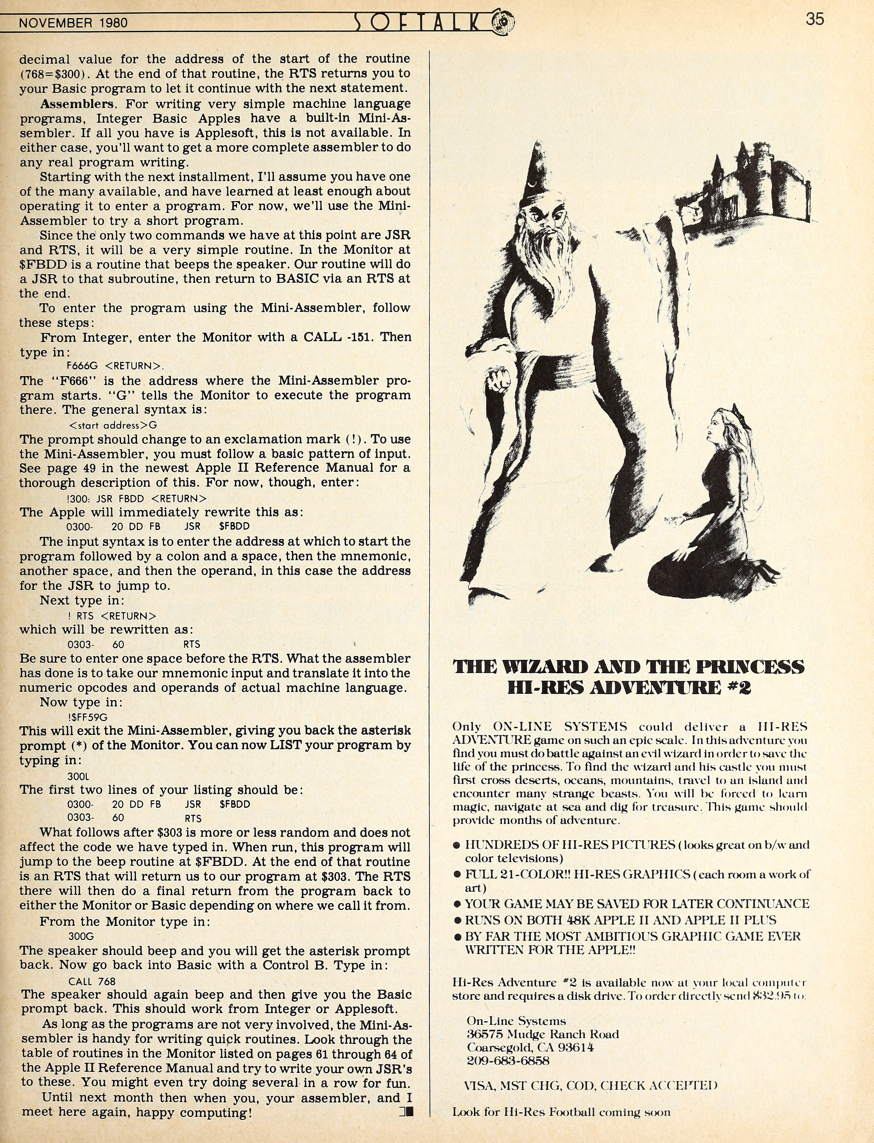 NOVEMBER 1980
SOFTALK
35
decimal value for the address of the start of the routine
(768=$300). At the end of that routine, the RTS returns you to
your Basic program to let it continue with the next statement.
Assemblers. For writing very simple machine language
programs, Integer Basic Apples have a built-in Mini-As-
sembler. If all you have is Applesoft, this is not available. In
either case, you'll want to get a more complete assembler to do
any real program writing.
Starting with the next installment, I'll assume you have one
of the many available, and have learned at least enough about
operating it to enter a program. For now, we'll use the Mini-
Assembler to try a short program.
Since the only two commands we have at this point are JSR
and RTS, it will be a very simple routine. In the Monitor at
$FBDD is a routine that beeps the speaker. Our routine will do
a JSR to that subroutine, then return to BASIC via an RTS at
the end.
To enter the program using the Mini-Assembler, follow
these steps:
From Integer, enter the Monitor with a CALL -151. Then
type in:
F666G <RETURN>.
The "F666" is the address where the Mini-Assembler pro-
gram starts. "G" tells the Monitor to execute the program
there. The general syntax is:
<start address>G
The prompt should change to an exclamation mark (!). To use
the Mini-Assembler, you must follow a basic pattern of input.
See page 49 in the newest Apple II Reference Manual for a
thorough description of this. For now, though, enter:
!300: JSR FBDD <RETURN>
The Apple will immediately rewrite this as:
0300- 20 DD FB JSR $FBDD
The input syntax is to enter the address at which to start the
program followed by a colon and a space, then the mnemonic,
another space, and then the operand, in this case the address
for the JSR to jump to.
Next type in:
! RTS <RETURN>
which will be rewritten as:
0303- 60 RTS
Be sure to enter one space before the RTS. What the assembler
has done is to take our mnemonic input and translate it into the
numeric opcodes and operands of actual machine language.
Now type in:
!$FF59G
This will exit the Mini-Assembler, giving you back the asterisk
prompt (*) of the Monitor. You can now LIST your program by
typing in:
300L
The first two lines of your listing should be:
0300- 20 DD FB JSR $FBDD
0303- 60 RTS
What follows after $303 is more or less random and does not
affect the code we have typed in. When run, this program will
jump to the beep routine at $FBDD. At the end of that routine
is an RTS that will return us to our program at $303. The RTS
there will then do a final return from the program back to
either the Monitor or Basic depending on where we call it from.
From the Monitor type in:
300G
The speaker should beep and you will get the asterisk prompt
back. Now go back into Basic with a Control B. Type in:
CALL 768
The speaker should again beep and then give you the Basic
prompt back. This should work from Integer or Applesoft.
As long as the programs are not very involved, the Mini-As-
sembler is handy for writing quick routines. Look through the
table of routines in the Monitor listed on pages 61 through 64 of
the Apple II Reference Manual and try to write your own JSR's
to these. You might even try doing several in a row for fun.
Until next month then when you, your assembler, and I
meet here again, happy computing!
THE WIZARD AND THE PRINCESS
HI-RES ADVENTURE #2
Only ON-LINE SYSTEMS could deliver a HI-RES
ADVENTURE game on such an epic scale. In this adventure you
find you must do battle against an evil wizard in order to save the
life of the princess. To find the wizard and his castle you must
first cross deserts, oceans, mountains, travel to an island and
encounter many strange beasts. You will be forced to learn
magic, navigate at sea and dig for treasure. This game should
provide months of adventure.
● HUNDREDS OF HI-RES PICTURES (looks great on b/w and
color televisions)
● FULL 21-COLOR!! HI-RES GRAPHICS (each room a work of
art)
● YOUR GAME MAY BE SAVED FOR LATER CONTINUANCE
● RUNS ON BOTH 48K APPLE II AND APPLE II PLUS
● BY FAR THE MOST AMBITIOUS GRAPHIC GAME EVER
WRITTEN FOR THE APPLE!!
Hi-Res Adventure #2 is available now at your local computer
store and requires a disk drive. To order directly send $32.95 to:
On-Line Systems
36575 Mudge Ranch Road
Coarsegold, CA 93614
209-683-6858
VISA, MST CHG, COD, CHECK ACCEPTED
Look for Hi-Res Football coming soon